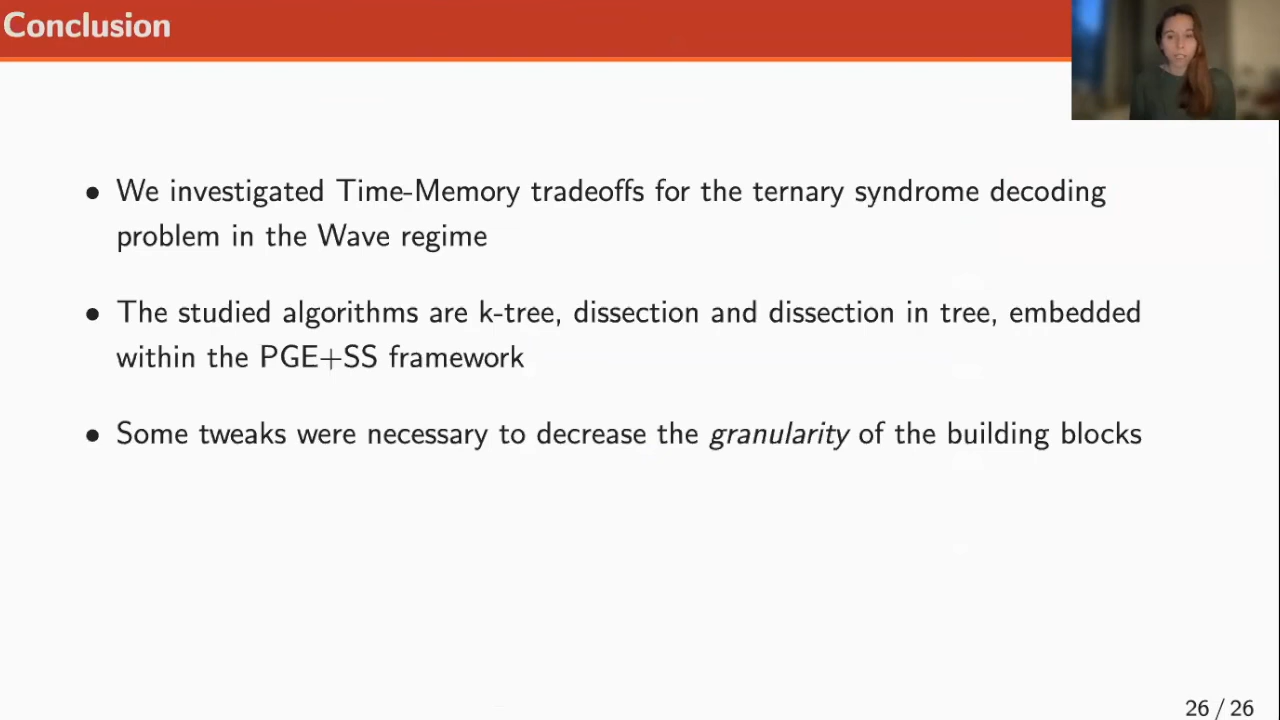 Conclusion
• We investigated Time-Memory tradeoffs for the ternary syndrome decoding
problem in the Wave regime
• The studied algorithms are k-tree, dissection and dissection in tree, embedded
within the PGE+SS framework
• Some tweaks were necessary to decrease the granularity of the building blocks
26 / 26